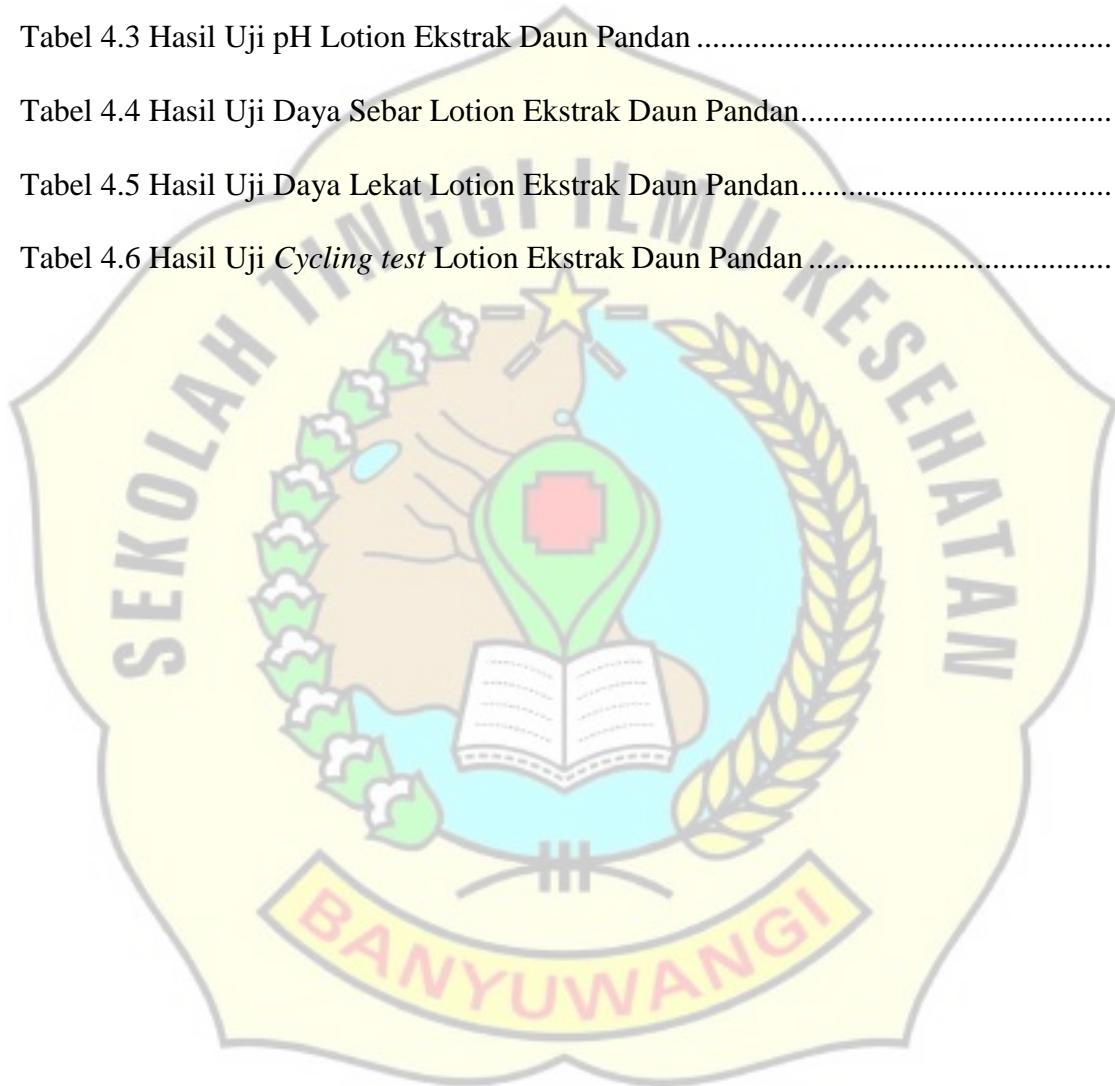 Tabel 4.3 Hasil Uji pH Lotion Ekstrak Daun Pandan ....................................................
Tabel 4.4 Hasil Uji Daya Sebar Lotion Ekstrak Daun Pandan.......................................
Tabel 4.5 Hasil Uji Daya Lekat Lotion Ekstrak Daun Pandan.......................................
Tabel 4.6 Hasil Uji Cycling test Lotion Ekstrak Daun Pandan ......................................
SEKOLAH TINGGI ILMU KESEHATAN
BANYUWANGI